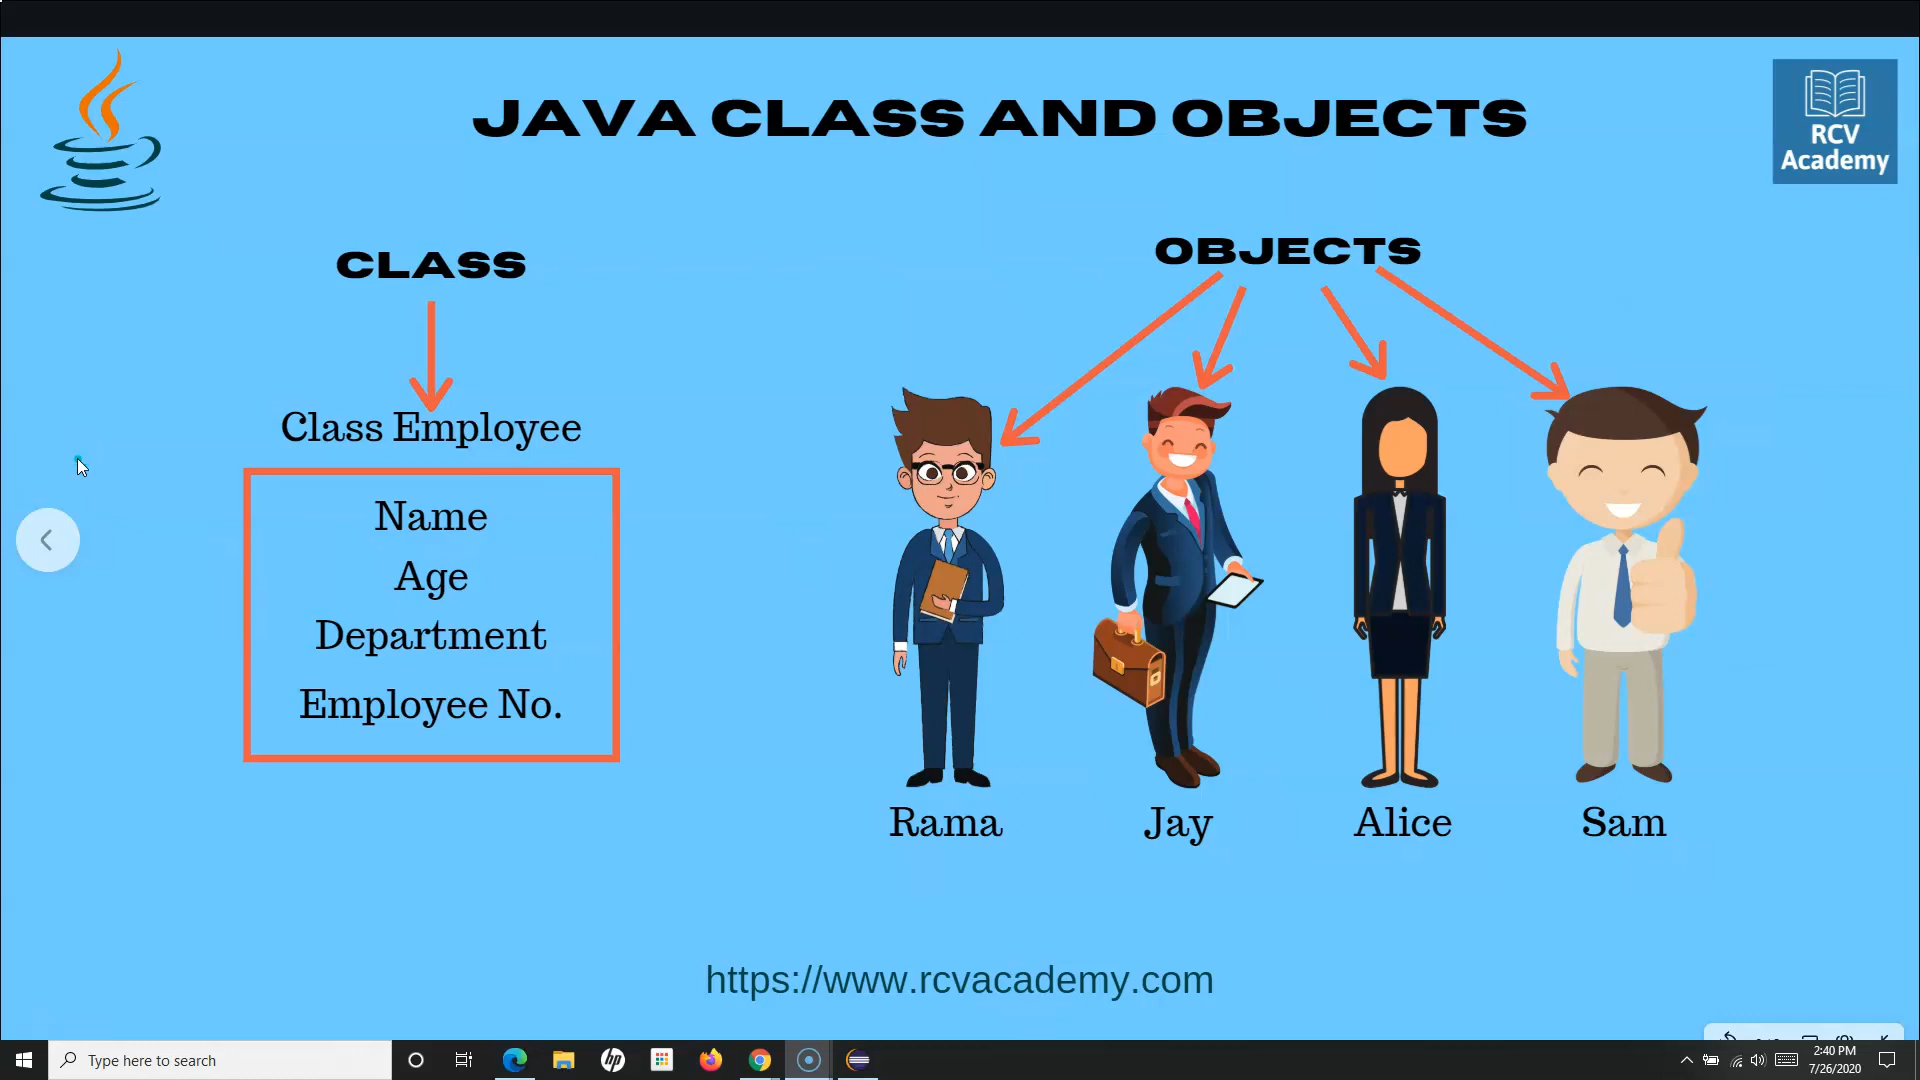 JAVA CLASS AND OBJECTS
RCV
Academy
CLASS
OBJECTS
Class Employee
Name
Age
Department
Employee No.
Rama
Jay
Alice
Sam
https://www.rcvacademy.com
Type here to search
hp
2:40 PM
7/26/2020